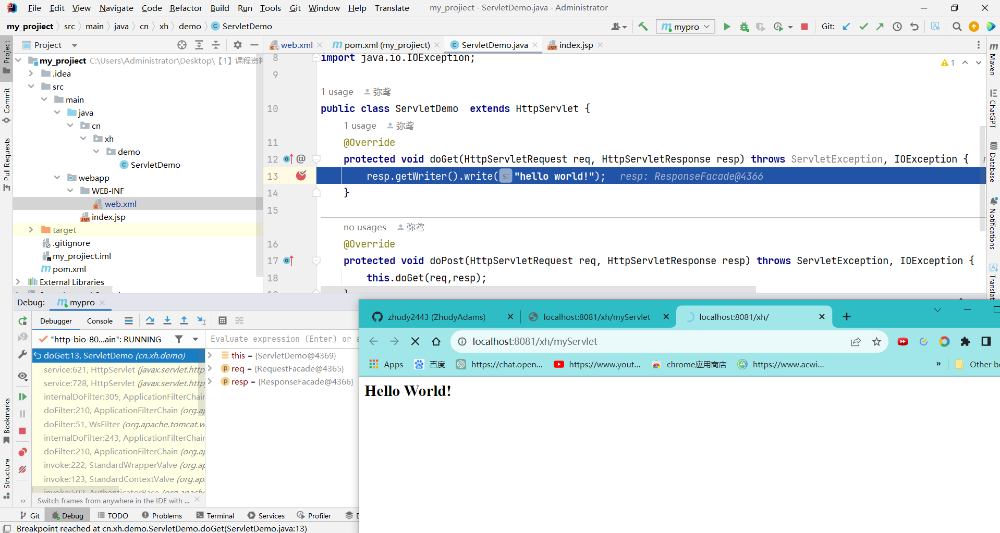 File Edit View Navigate Code Refactor Build Run Tools Git Window Help Translate my_projiect - ServletDemo.java - Administrator
my_projiect src main java cn xh demo ServletDemo mypro Git:
Project
web.xml pom.xml (my_projiect) ServletDemo.java index.jsp
my_projiect C:\Users\Administrator\Desktop\【1】课程资料
.idea
src
main
java
cn
xh
demo
ServletDemo
webapp
WEB-INF
web.xml
index.jsp
target
.gitignore
my_projiect.iml
pom.xml
External Libraries
Project
Commit
Pull Requests
Bookmarks
Structure
8 import java.io.IOException;
1
9
1 usage 弥鸢
10 public class ServletDemo extends HttpServlet {
1 usage 弥鸢
11 @Override
12 protected void doGet(HttpServletRequest req, HttpServletResponse resp) throws ServletException, IOException {
13 resp.getWriter().write( s: "hello world!"); resp: ResponseFacade@4366
14 }
15
no usages 弥鸢
16 @Override
17 protected void doPost(HttpServletRequest req, HttpServletResponse resp) throws ServletException, IOException {
18 this.doGet(req,resp);
Maven
ChatGPT
Database
Notifications
Translat
Debug: mypro
Debugger Console
"http-bio-80...ain": RUNNING
Evaluate expression (Enter) or a
doGet:13, ServletDemo (cn.xh.demo)
service:621, HttpServlet (javax.servlet.http
service:728, HttpServlet (javax.servlet.http
internalDoFilter:305, ApplicationFilterChain
doFilter:210, ApplicationFilterChain (org.ap
doFilter:51, WsFilter (org.apache.tomcat.w
internalDoFilter:243, ApplicationFilterChain
doFilter:210, ApplicationFilterChain (org.ap
invoke:222, StandardWrapperValve (org.ap
invoke:123, StandardContextValve (org.apa
invoke:502, AuthenticatorBase (org.apache
Switch frames from anywhere in the IDE with ...
this = {ServletDemo@4369}
req = {RequestFacade@4365}
resp = {ResponseFacade@4366}
zhudy2443 (ZhudyAdams) localhost:8081/xh/myServlet localhost:8081/xh/
localhost:8081/xh/myServlet
Apps 百度 https://chat.open... https://www.yout... chrome应用商店 https://www.acwi... » Other bo
Hello World!
Git Debug TODO Problems Terminal Services Profiler D
Breakpoint reached at cn.xh.demo.ServletDemo.doGet(ServletDemo.java:13)